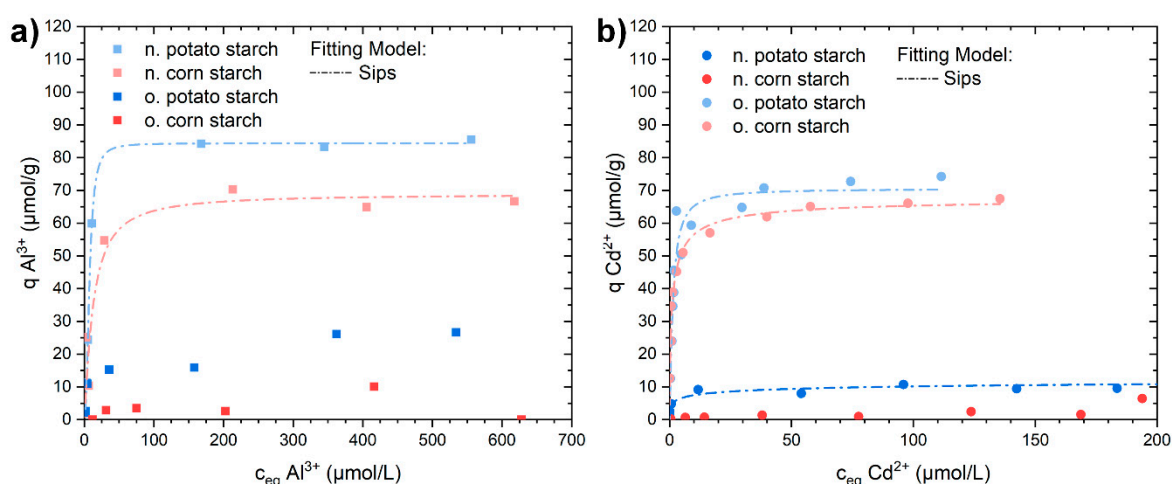 a)
120
110
100
90
80
70
60
50
40
30
20
10
0
q Al³⁺ (µmol/g)
n. potato starch
n. corn starch
o. potato starch
o. corn starch
Fitting Model:
Sips
0 100 200 300 400 500 600 700
c_eq Al³⁺ (µmol/L)
b)
120
110
100
90
80
70
60
50
40
30
20
10
0
q Cd²⁺ (µmol/g)
n. potato starch
n. corn starch
o. potato starch
o. corn starch
Fitting Model:
Sips
0 50 100 150 200
c_eq Cd²⁺ (µmol/L)